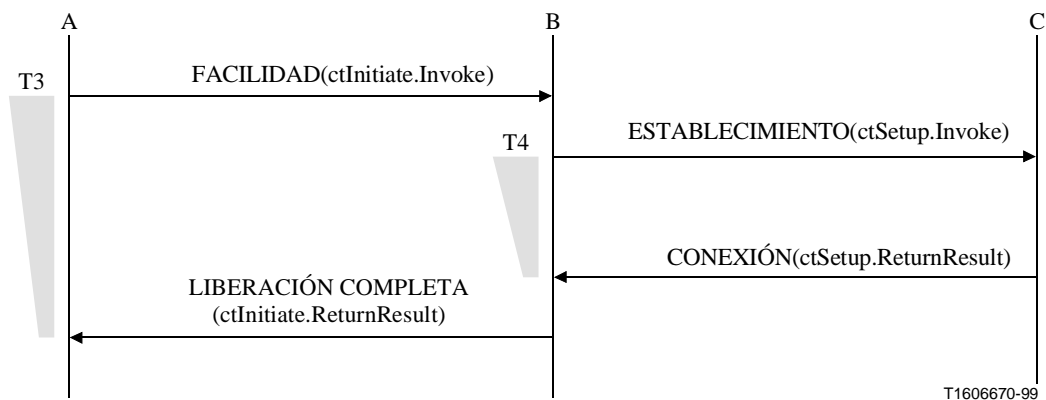 A
B
C
T3
FACILIDAD(ctInitiate.Invoke)
ESTABLECIMIENTO(ctSetup.Invoke)
T4
CONEXIÓN(ctSetup.ReturnResult)
LIBERACIÓN COMPLETA
(ctInitiate.ReturnResult)
T1606670-99